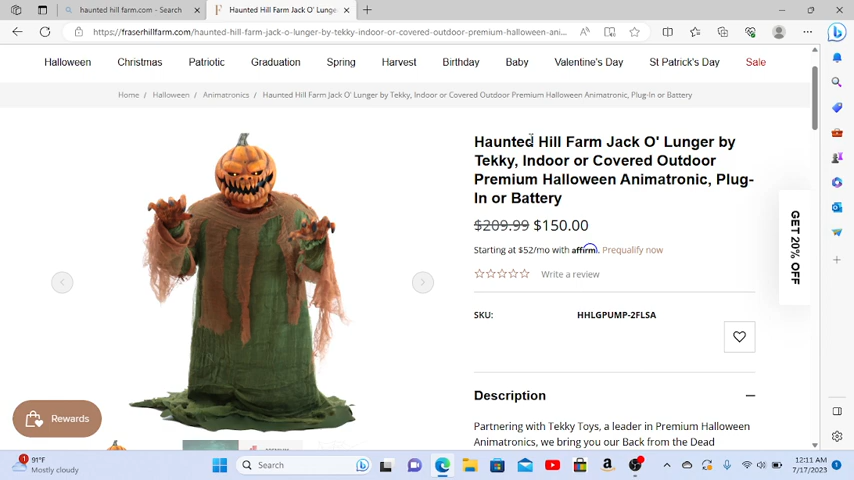 haunted hill farm.com - Search
Haunted Hill Farm Jack O' Lunge
https://fraserhillfarm.com/haunted-hill-farm-jack-o-lunger-by-tekky-indoor-or-covered-outdoor-premium-halloween-ani...
Halloween Christmas Patriotic Graduation Spring Harvest Birthday Baby Valentine's Day St Patrick's Day Sale
Home Halloween Animatronics Haunted Hill Farm Jack O' Lunger by Tekky, Indoor or Covered Outdoor Premium Halloween Animatronic, Plug-In or Battery
Haunted Hill Farm Jack O' Lunger by
Tekky, Indoor or Covered Outdoor
Premium Halloween Animatronic, Plug-
In or Battery
$209.99 $150.00
Starting at $52/mo with affirm. Prequalify now
Write a review
GET 20% OFF
SKU: HHLGPUMP-2FLSA
Description
Rewards
Partnering with Tekky Toys, a leader in Premium Halloween
Animatronics, we bring you our Back from the Dead
1
91°F
Mostly cloudy
Search
12:11 AM
7/17/2023